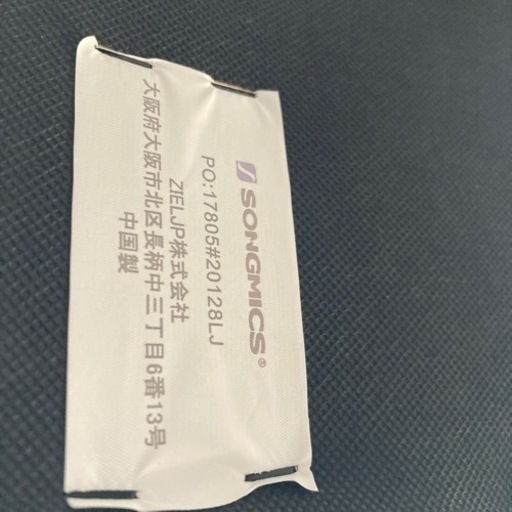 SONGMICS®
PO:17805#20128LJ
ZIELJP株式会社
大阪府大阪市北区長柄中三丁目6番13号
中国製